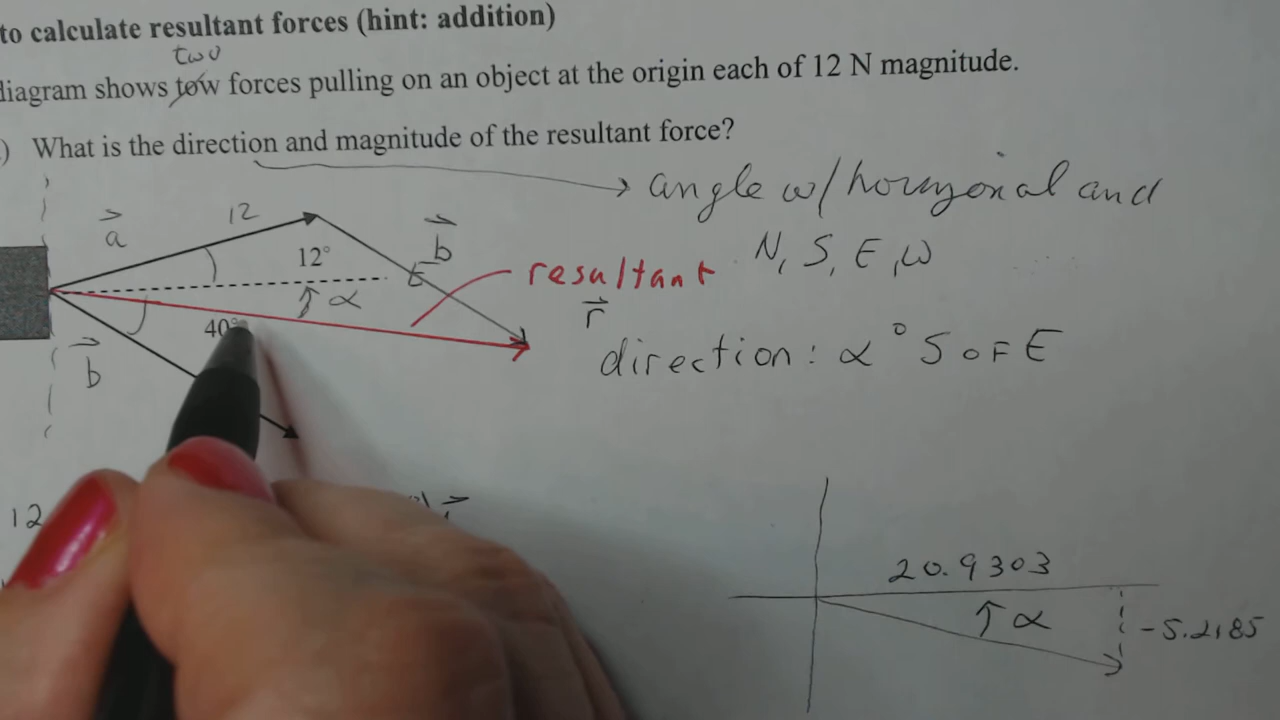 to calculate resultant forces (hint: addition)
two
diagram shows tow forces pulling on an object at the origin each of 12 N magnitude.
) What is the direction and magnitude of the resultant force?
angle w/ horizonal and
N, S, E, W
a
12
b
12°
resultant
r
α
40°
b
direction: α° S OF E
12
20.9303
α
-5.2185